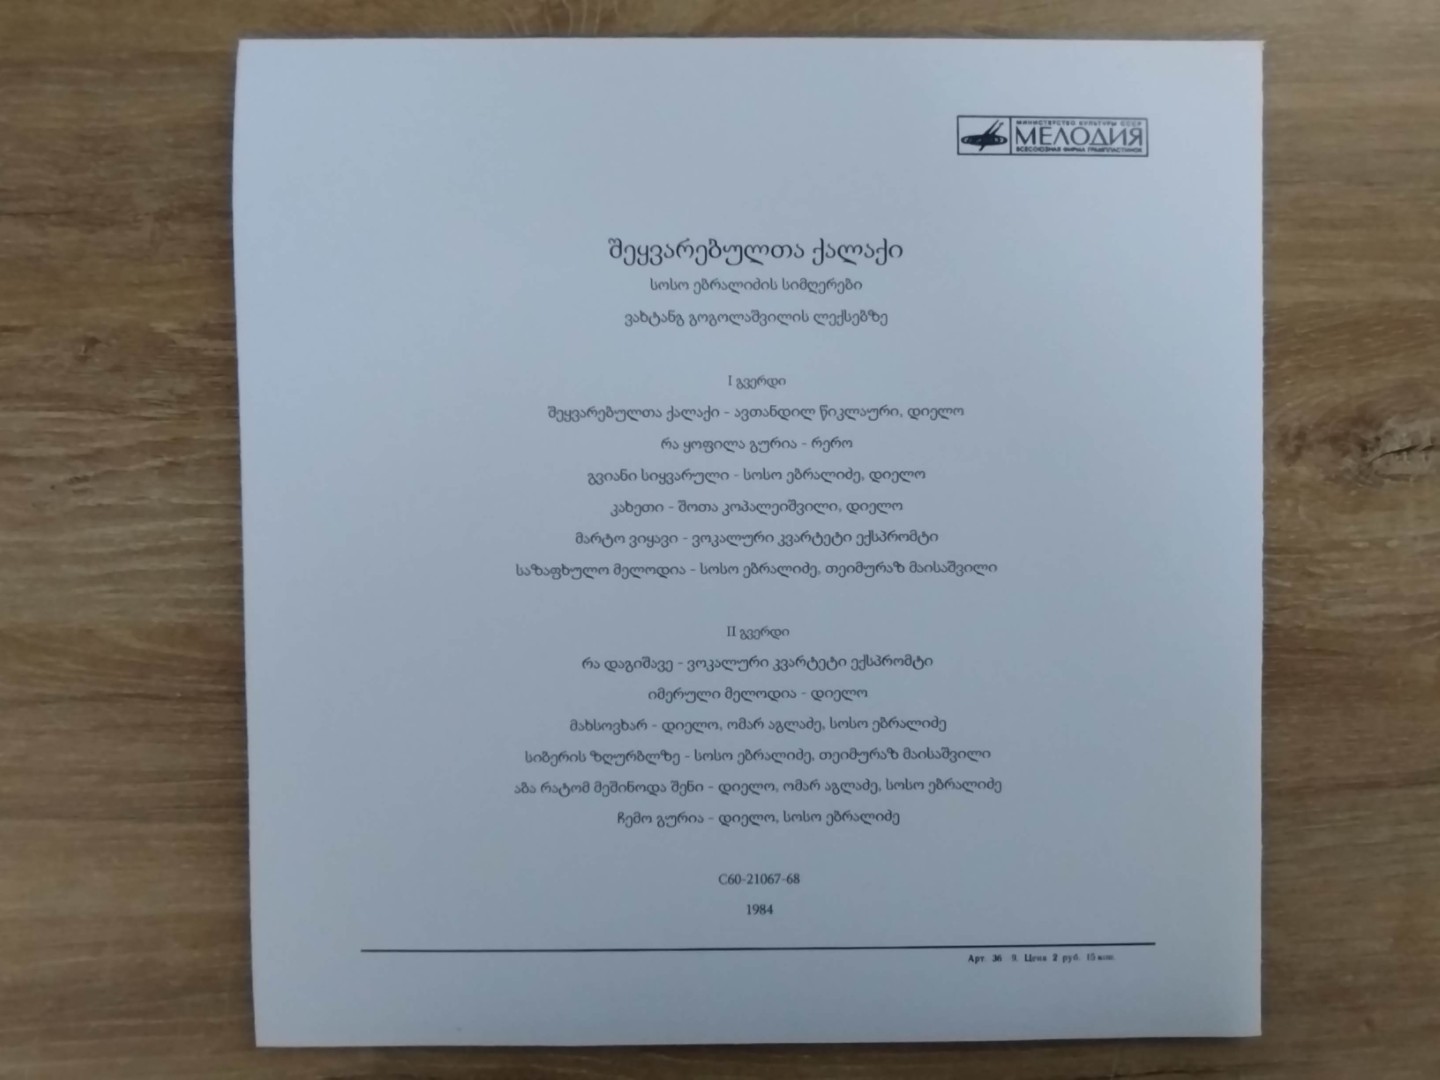 МИНИСТЕРСТВО КУЛЬТУРЫ СССР
МЕЛОДИЯ
ВСЕСОЮЗНАЯ ФИРМА ГРАМПЛАСТИНОК
შეყვარებულთა ქალაქი
სოსო ებრალიძის სიმღერები
ვახტანგ გოგოლაშვილის ლექსებზე
I გვერდი
შეყვარებულთა ქალაქი - ავთანდილ წიკლაური, დიელო
რა ყოფილა გურია - რერო
გვიანი სიყვარული - სოსო ებრალიძე, დიელო
კახეთი - შოთა კოპალეიშვილი, დიელო
მარტო ვიყავი - ვოკალური კვარტეტი ექსპრომტი
საზაფხულო მელოდია - სოსო ებრალიძე, თეიმურაზ მაისაშვილი
II გვერდი
რა დაგიშავე - ვოკალური კვარტეტი ექსპრომტი
იმერული მელოდია - დიელო
მახსოვხარ - დიელო, ომარ აგლაძე, სოსო ებრალიძე
სიბერის ზღურბლზე - სოსო ებრალიძე, თეიმურაზ მაისაშვილი
აბა რატომ მეშინოდა შენი - დიელო, ომარ აგლაძე, სოსო ებრალიძე
ჩემო გურია - დიელო, სოსო ებრალიძე
С60-21067-68
1984
Арт. 36 9. Цена 2 руб. 15 коп.